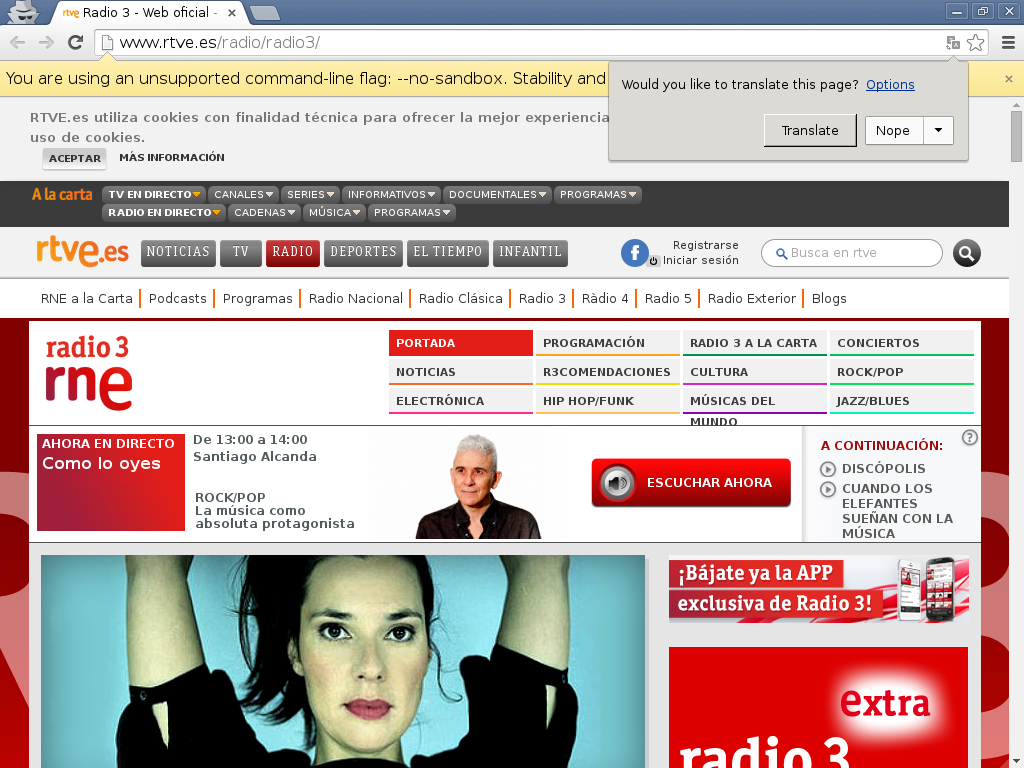 rtve Radio 3 - Web oficial -
www.rtve.es/radio/radio3/
You are using an unsupported command-line flag: --no-sandbox. Stability and
Would you like to translate this page? Options
Translate Nope
RTVE.es utiliza cookies con finalidad técnica para ofrecer la mejor experiencia
uso de cookies.
ACEPTAR MÁS INFORMACIÓN
A la carta
TV EN DIRECTO CANALES SERIES INFORMATIVOS DOCUMENTALES PROGRAMAS
RADIO EN DIRECTO CADENAS MÚSICA PROGRAMAS
rtve.es NOTICIAS TV RADIO DEPORTES EL TIEMPO INFANTIL
f Registrarse
Iniciar sesión
Busca en rtve
RNE a la Carta Podcasts Programas Radio Nacional Radio Clásica Radio 3 Ràdio 4 Radio 5 Radio Exterior Blogs
radio 3
rne
PORTADA PROGRAMACIÓN RADIO 3 A LA CARTA CONCIERTOS
NOTICIAS R3COMENDACIONES CULTURA ROCK/POP
ELECTRÓNICA HIP HOP/FUNK MÚSICAS DEL MUNDO JAZZ/BLUES
AHORA EN DIRECTO
Como lo oyes
De 13:00 a 14:00
Santiago Alcanda
ROCK/POP
La música como
absoluta protagonista
ESCUCHAR AHORA
A CONTINUACIÓN:
?
DISCÓPOLIS
CUANDO LOS
ELEFANTES
SUEÑAN CON LA
MÚSICA
¡Bájate ya la APP
exclusiva de Radio 3!
extra
radio 3